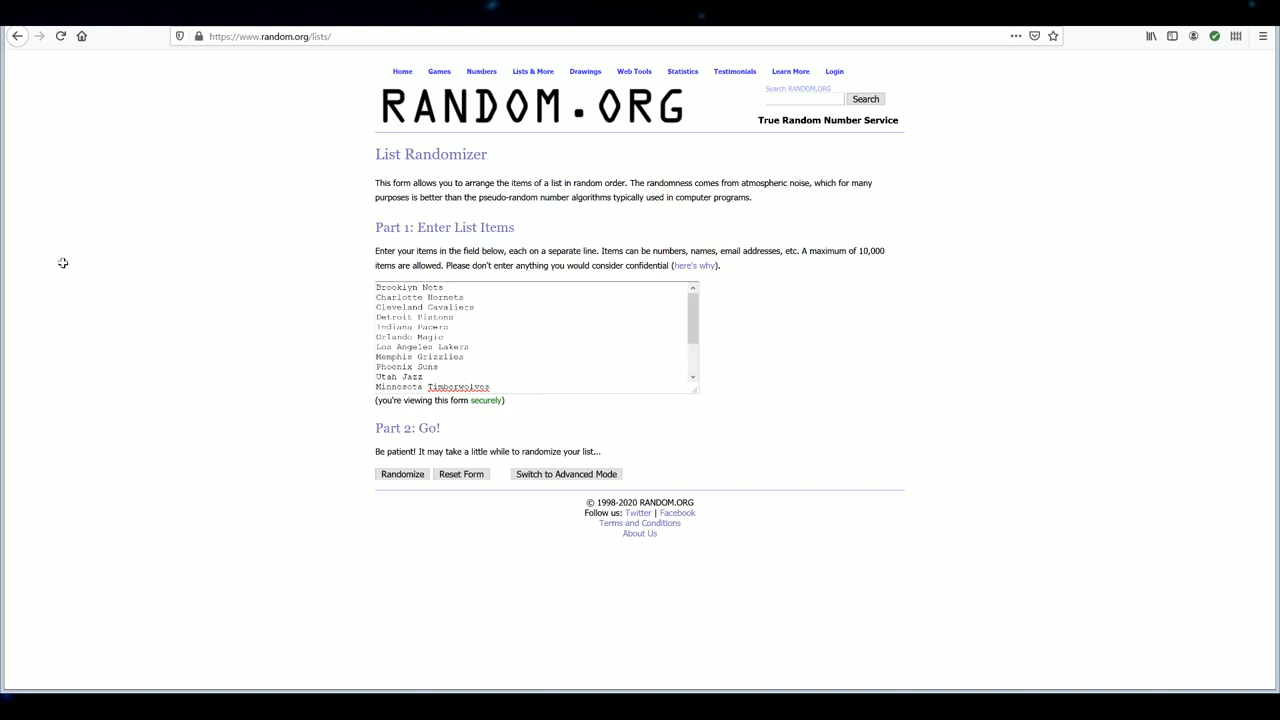 https://www.random.org/lists/
Home Games Numbers Lists & More Drawings Web Tools Statistics Testimonials Learn More Login
RANDOM.ORG
Search RANDOM.ORG
Search
True Random Number Service
List Randomizer
This form allows you to arrange the items of a list in random order. The randomness comes from atmospheric noise, which for many
purposes is better than the pseudo-random number algorithms typically used in computer programs.
Part 1: Enter List Items
Enter your items in the field below, each on a separate line. Items can be numbers, names, email addresses, etc. A maximum of 10,000
items are allowed. Please don't enter anything you would consider confidential (here's why).
Brooklyn Nets
Charlotte Hornets
Cleveland Cavaliers
Detroit Pistons
Indiana Pacers
Orlando Magic
Los Angeles Lakers
Memphis Grizzlies
Phoenix Suns
Utah Jazz
Minnesota Timberwolves
(you're viewing this form securely)
Part 2: Go!
Be patient! It may take a little while to randomize your list...
Randomize Reset Form Switch to Advanced Mode
© 1998-2020 RANDOM.ORG
Follow us: Twitter | Facebook
Terms and Conditions
About Us